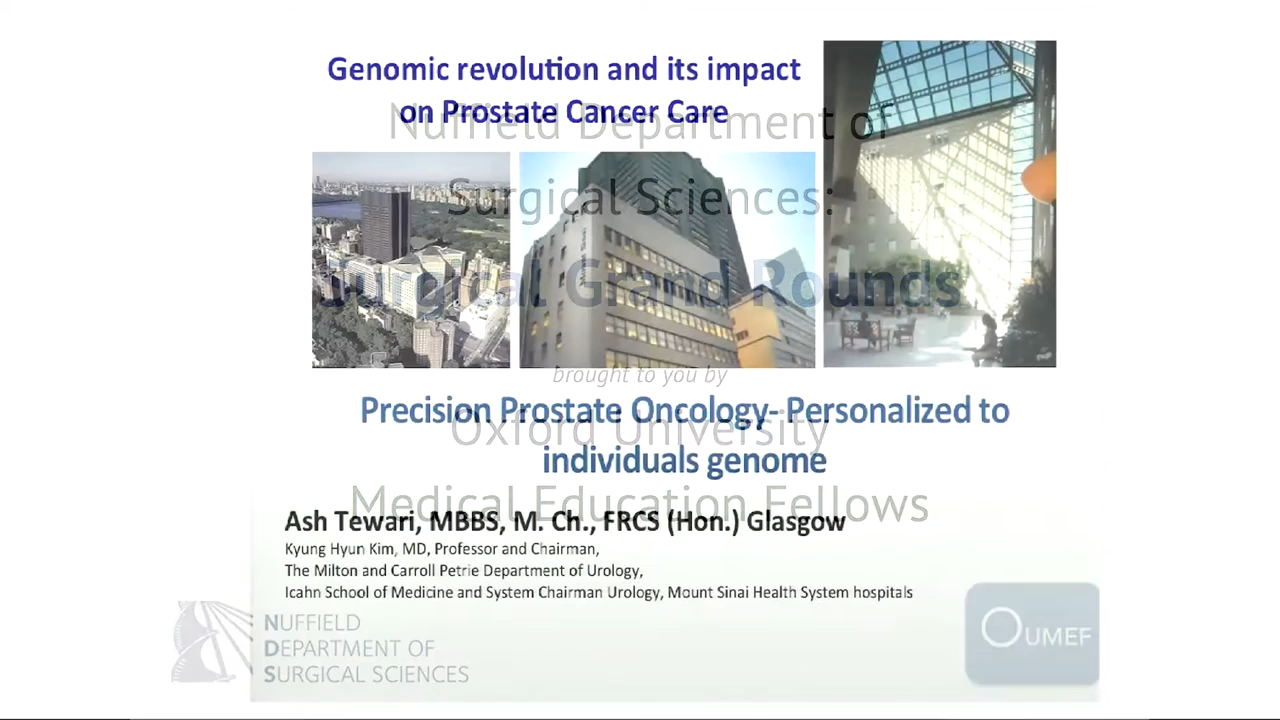 Genomic revolution and its impact
on Prostate Cancer Care
Nuffield Department of
Surgical Sciences:
Surgical Grand Rounds
brought to you by
Precision Prostate Oncology- Personalized to
Oxford University
individuals genome
Medical Education Fellows
Ash Tewari, MBBS, M. Ch., FRCS (Hon.) Glasgow
Kyung Hyun Kim, MD, Professor and Chairman,
The Milton and Carroll Petrie Department of Urology,
Icahn School of Medicine and System Chairman Urology, Mount Sinai Health System hospitals
NUFFIELD
DEPARTMENT OF
SURGICAL SCIENCES
OUMEF